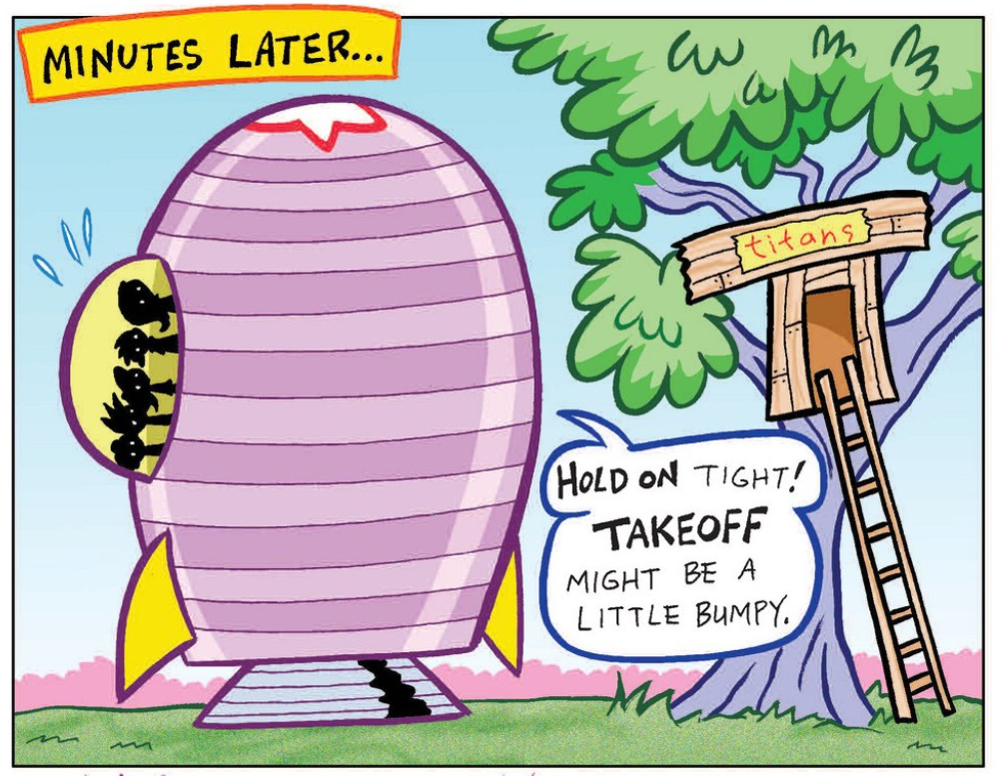 MINUTES LATER...
titans
HOLD ON TIGHT!
TAKEOFF
MIGHT BE A
LITTLE BUMPY.